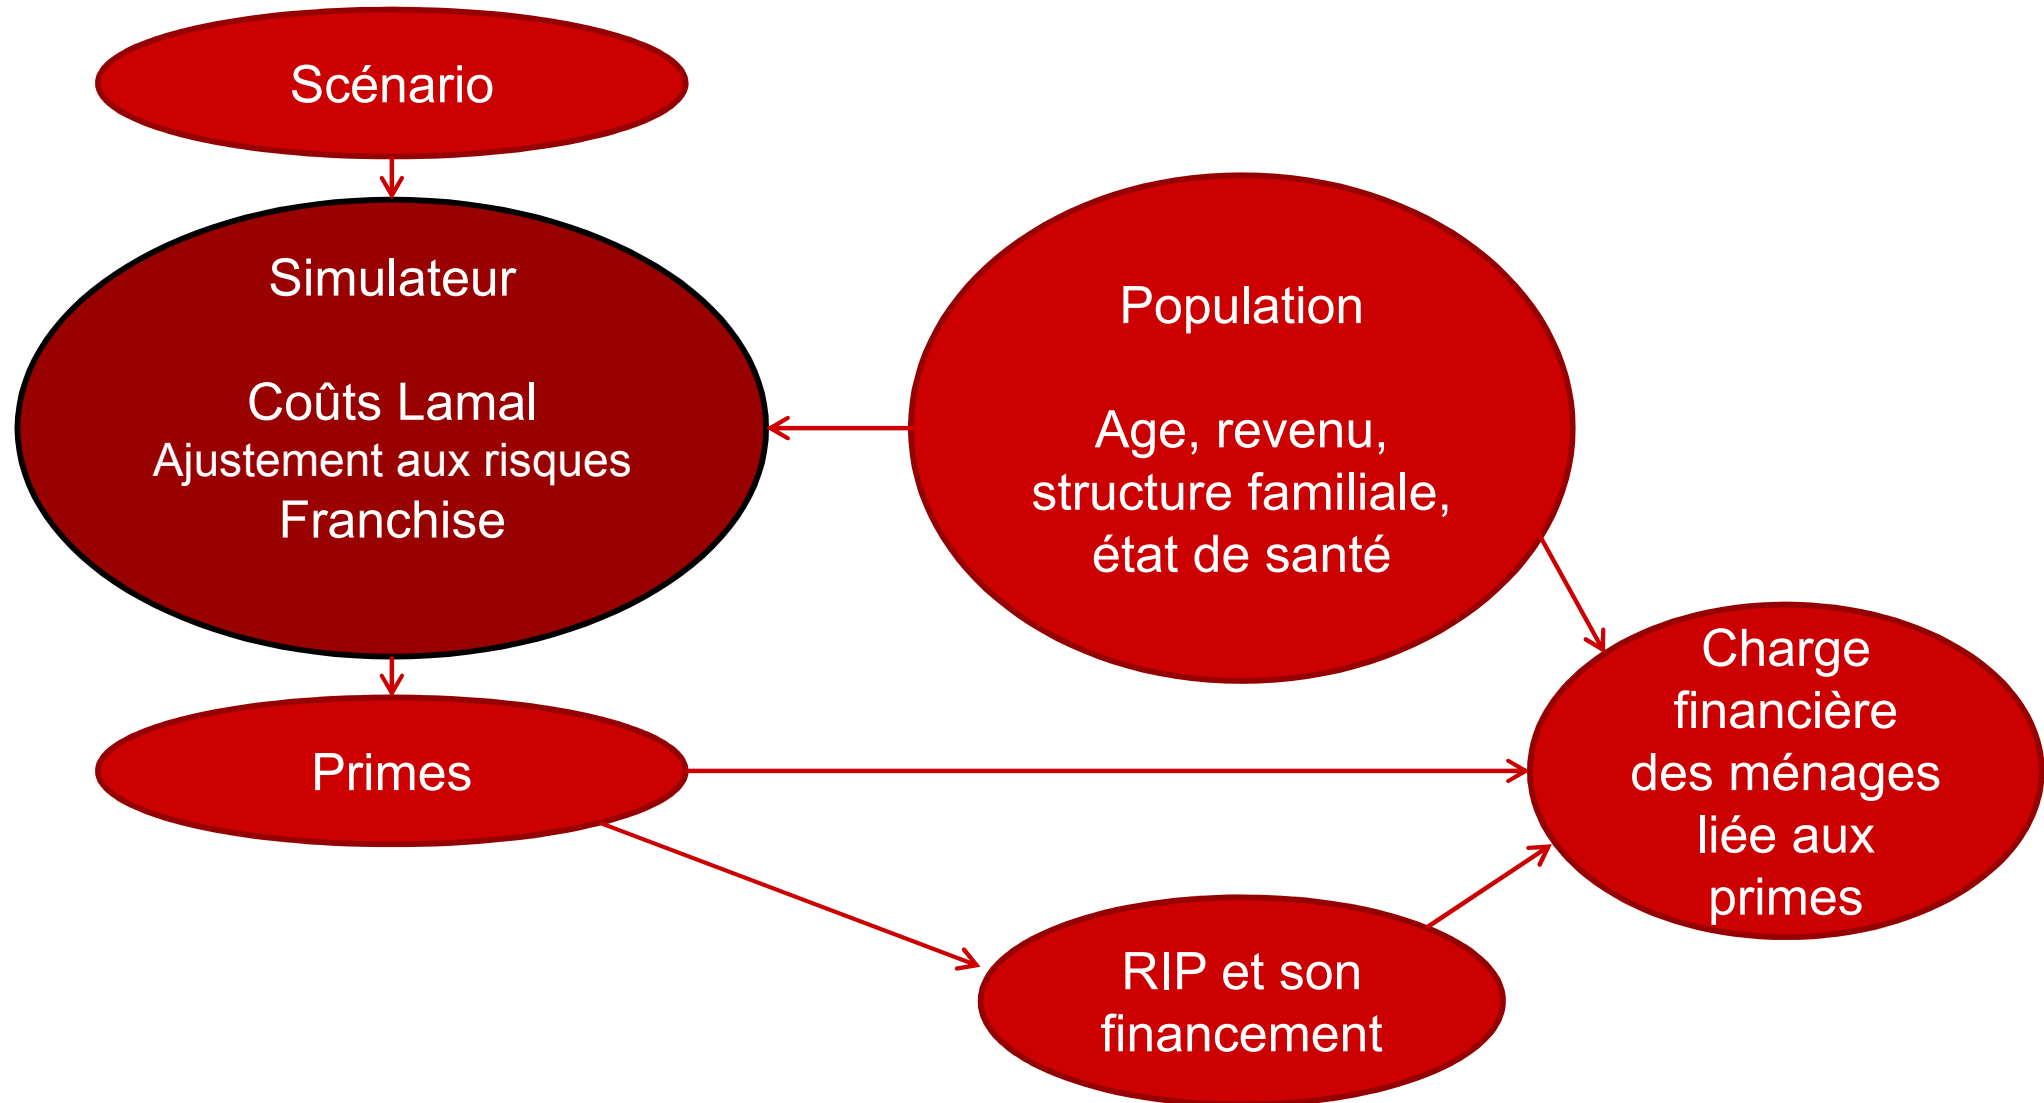 Scénario
Simulateur
Coûts Lamal
Ajustement aux risques
Franchise
Population
Age, revenu,
structure familiale,
état de santé
Primes
Charge
financière
des ménages
liée aux
primes
RIP et son
financement